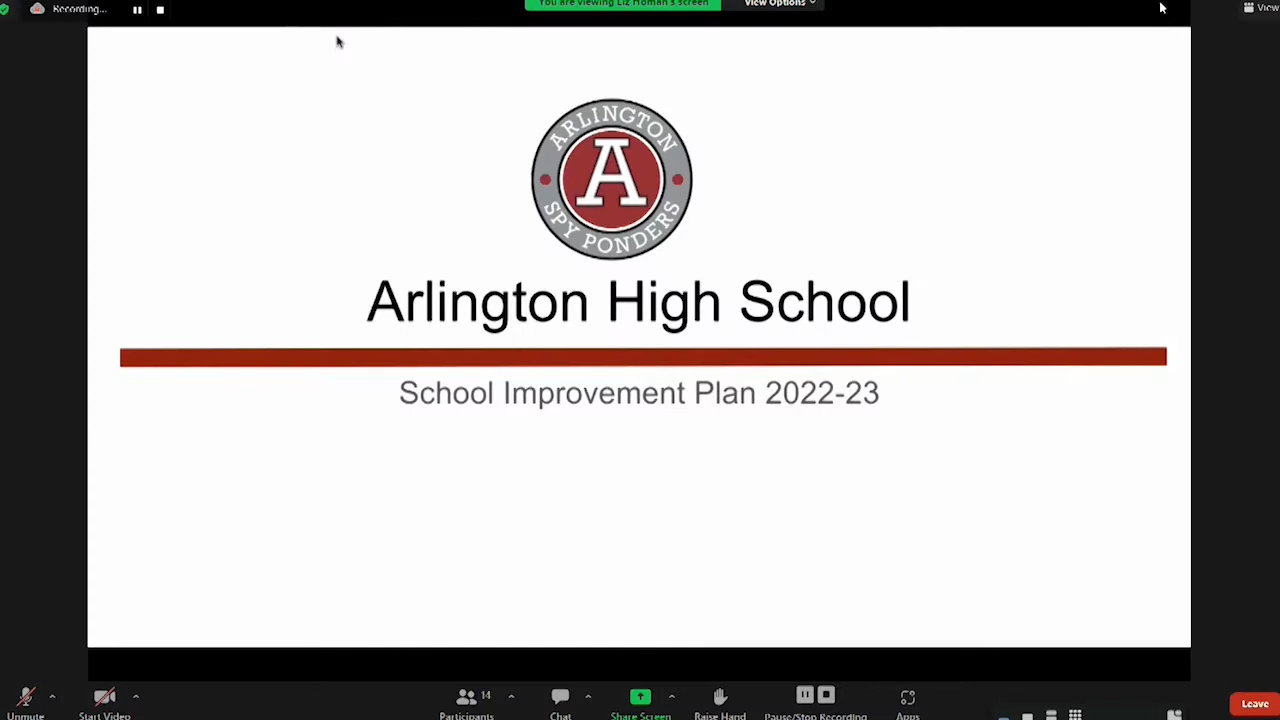 Recording...
You are viewing Liz Homan's screen
View Options
View
ARLINGTON
A
SPY PONDERS
Arlington High School
School Improvement Plan 2022-23
14
Unmute
Start Video
Participants
Chat
Share Screen
Raise Hand
Pause/Stop Recording
Apps
Leave